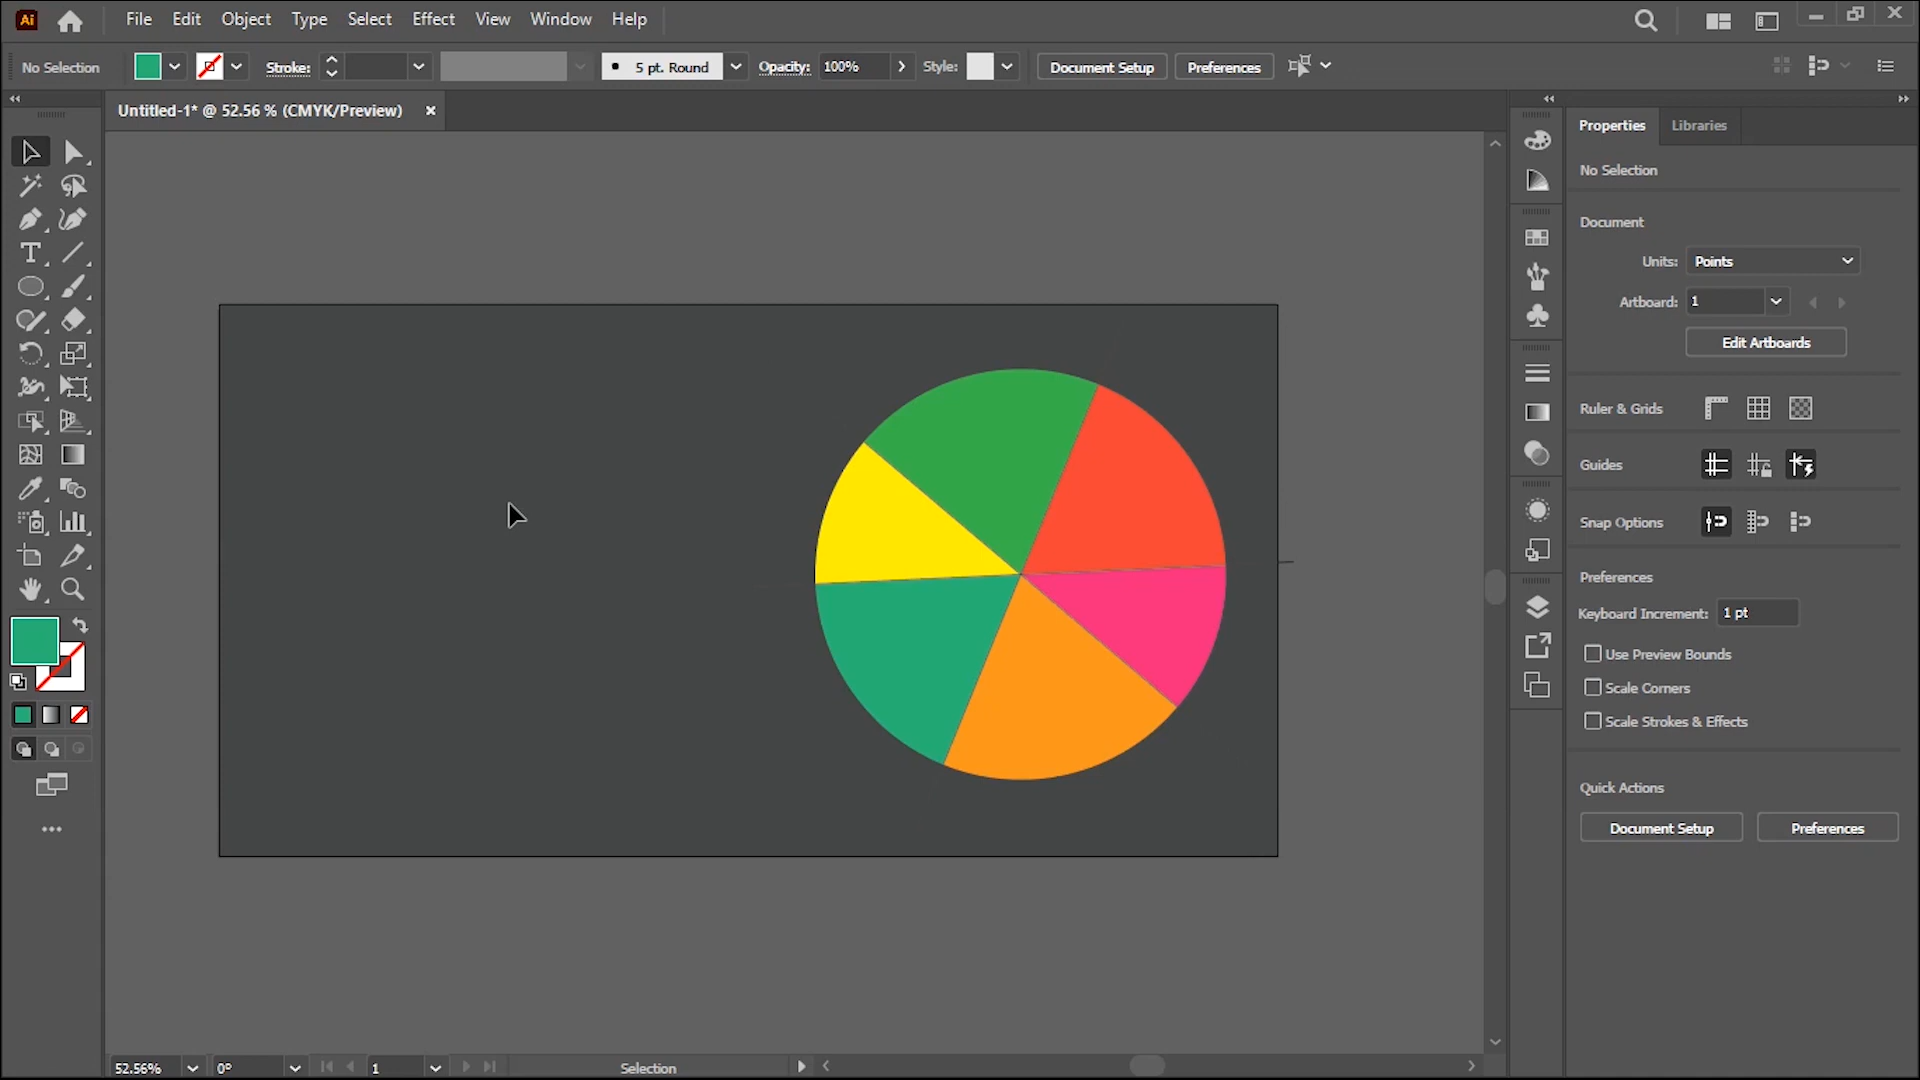 Ai
File Edit Object Type Select Effect View Window Help
No Selection
Stroke:
5 pt. Round
Opacity: 100%
Style:
Document Setup
Preferences
Untitled-1* @ 52.56 % (CMYK/Preview) ×
Properties Libraries
No Selection
Document
Units: Points
Artboard: 1
Edit Artboards
Ruler & Grids
Guides
Snap Options
Preferences
Keyboard Increment: 1 pt
Use Preview Bounds
Scale Corners
Scale Strokes & Effects
Quick Actions
Document Setup Preferences
52.56% 0° 1 Selection